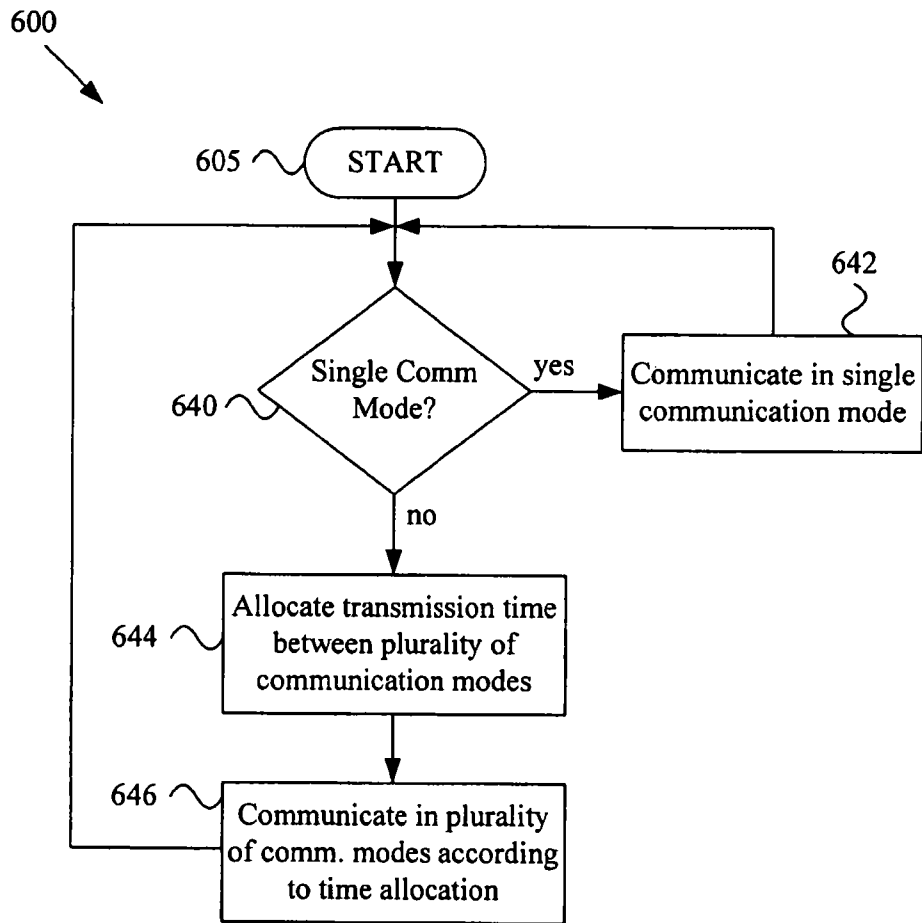 600
605
START
642
Single Comm
Mode?
yes
640
Communicate in single
communication mode
no
644
Allocate transmission time
between plurality of
communication modes
646
Communicate in plurality
of comm. modes according
to time allocation